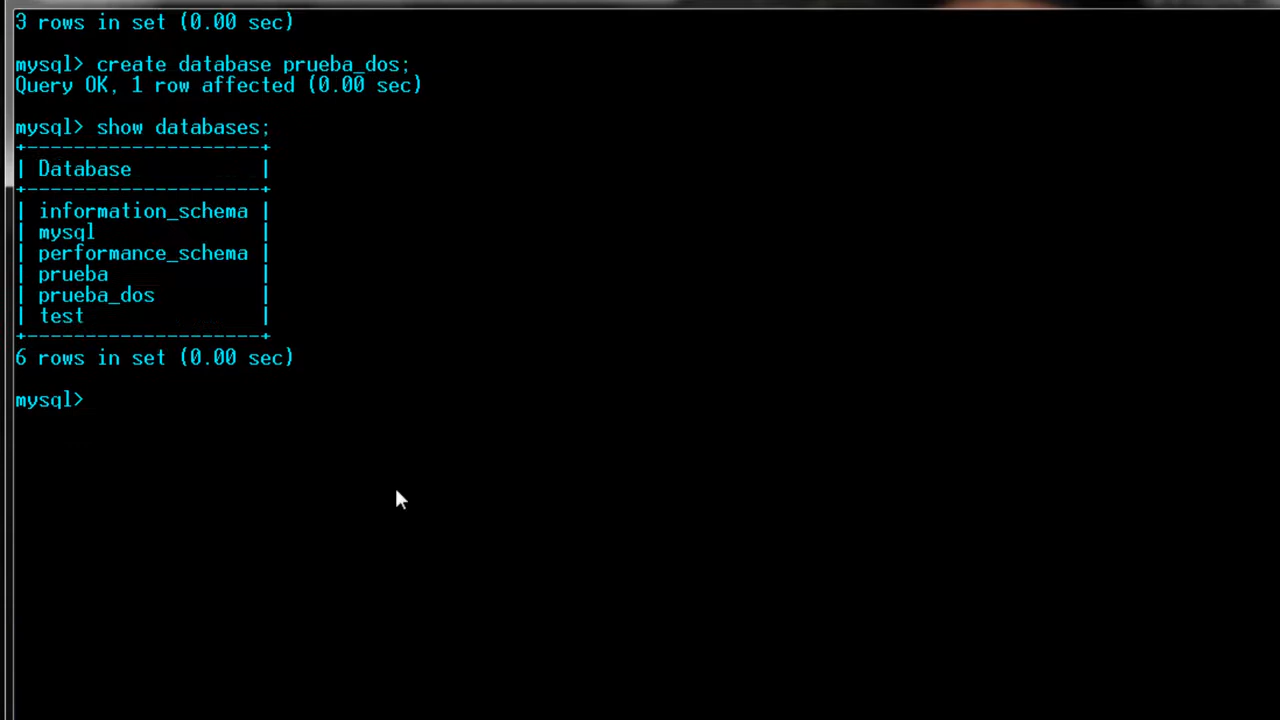 3 rows in set (0.00 sec)
mysql> create database prueba_dos;
Query OK, 1 row affected (0.00 sec)
mysql> show databases;
+--------------------+
| Database           |
+--------------------+
| information_schema |
| mysql              |
| performance_schema |
| prueba             |
| prueba_dos         |
| test               |
+--------------------+
6 rows in set (0.00 sec)
mysql>